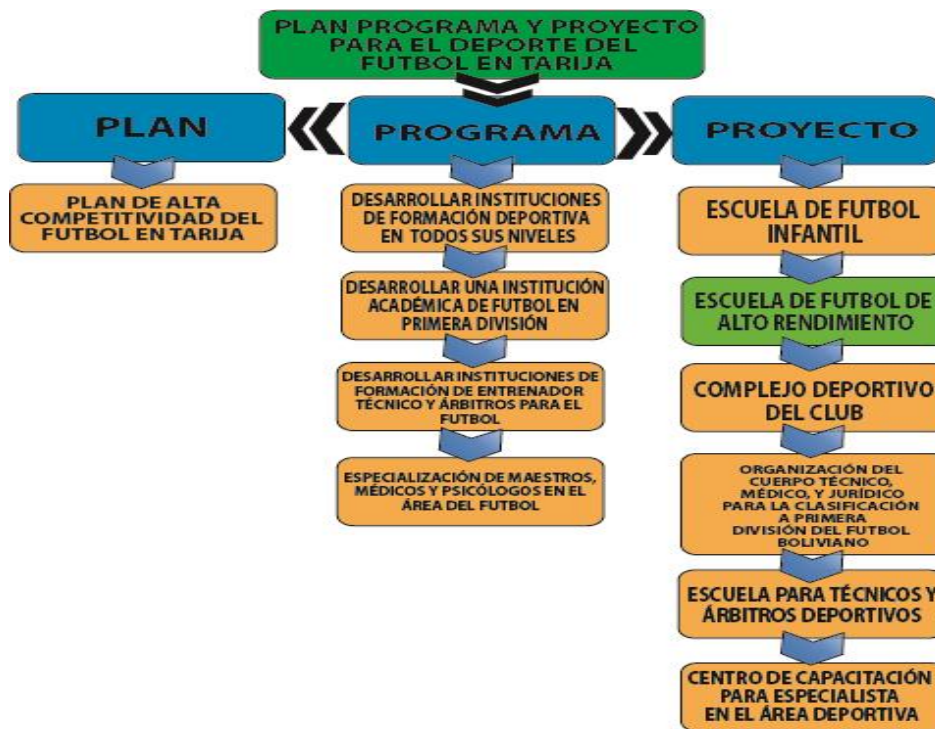 PLAN PROGRAMA Y PROYECTO
PARA EL DEPORTE DEL
FUTBOL EN TARIJA
PLAN
PLAN DE ALTA
COMPETITIVIDAD DEL
FUTBOL EN TARIJA
PROGRAMA
DESARROLLAR INSTITUCIONES
DE FORMACIÓN DEPORTIVA
EN TODOS SUS NIVELES
DESARROLLAR UNA INSTITUCIÓN
ACADÉMICA DE FUTBOL EN
PRIMERA DIVISIÓN
DESARROLLAR INSTITUCIONES DE
FORMACIÓN DE ENTRENADOR
TÉCNICO Y ÁRBITROS PARA EL
FUTBOL
ESPECIALIZACIÓN DE MAESTROS,
MÉDICOS Y PSICÓLOGOS EN EL
ÁREA DEL FUTBOL
PROYECTO
ESCUELA DE FUTBOL
INFANTIL
ESCUELA DE FUTBOL DE
ALTO RENDIMIENTO
COMPLEJO DEPORTIVO
DEL CLUB
ORGANIZACIÓN DEL
CUERPO TÉCNICO,
MÉDICO, Y JURÍDICO
PARA LA CLASIFICACIÓN
A PRIMERA
DIVISIÓN DEL FUTBOL
BOLIVIANO
ESCUELA PARA TÉCNICOS Y
ÁRBITROS DEPORTIVOS
CENTRO DE CAPACITACIÓN
PARA ESPECIALISTA
EN EL ÁREA DEPORTIVA